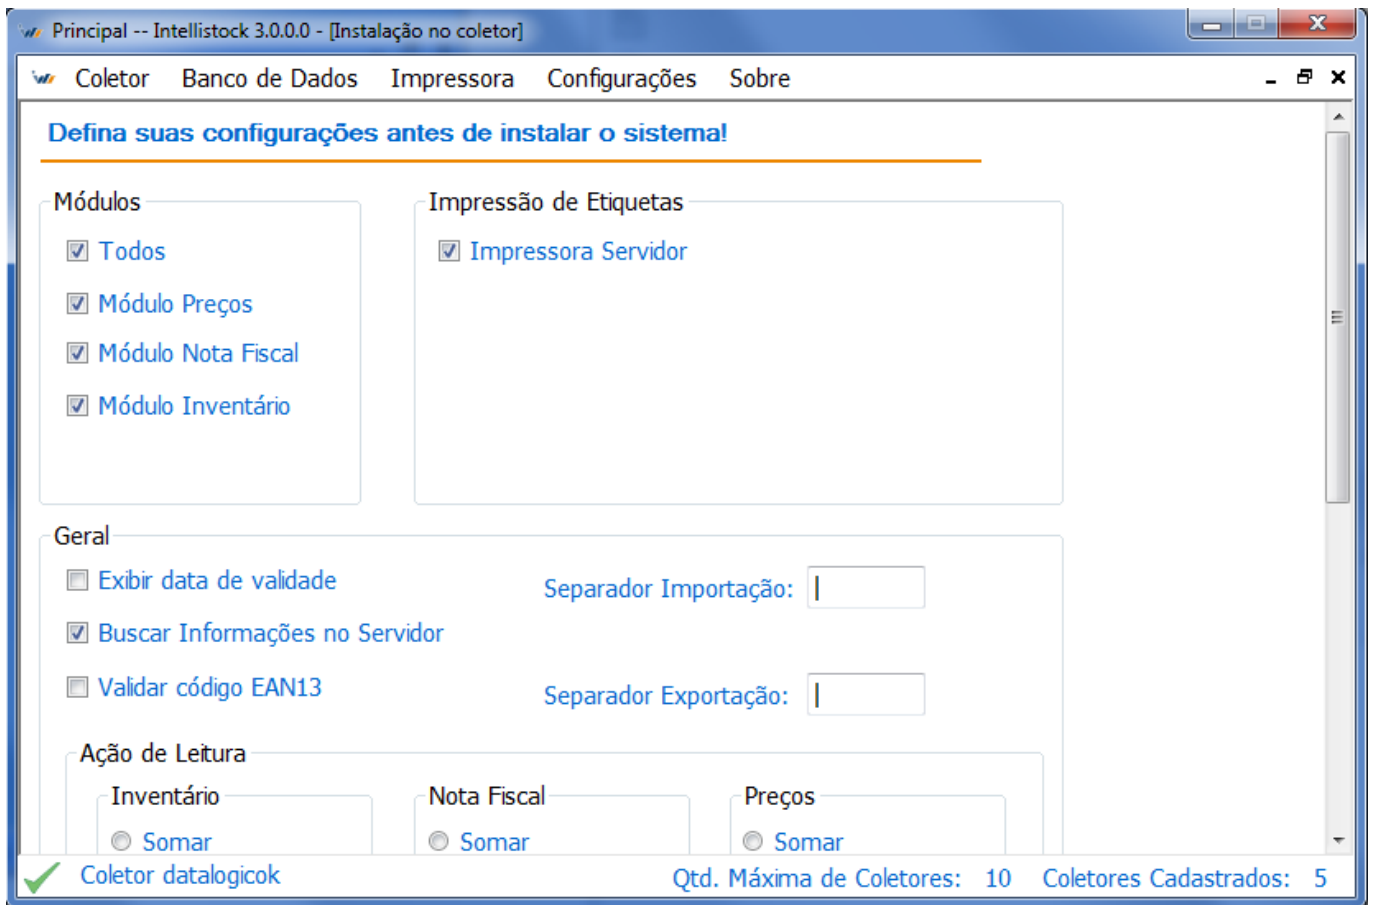 Principal -- Intellistock 3.0.0.0 - [Instalação no coletor]
Coletor Banco de Dados Impressora Configurações Sobre
Defina suas configurações antes de instalar o sistema!
Módulos
Todos
Módulo Preços
Módulo Nota Fiscal
Módulo Inventário
Impressão de Etiquetas
Impressora Servidor
Geral
Exibir data de validade
Separador Importação: |
Buscar Informações no Servidor
Validar código EAN13
Separador Exportação: |
Ação de Leitura
Inventário Nota Fiscal Preços
Somar Somar Somar
Coletor datalogicok Qtd. Máxima de Coletores: 10 Coletores Cadastrados: 5